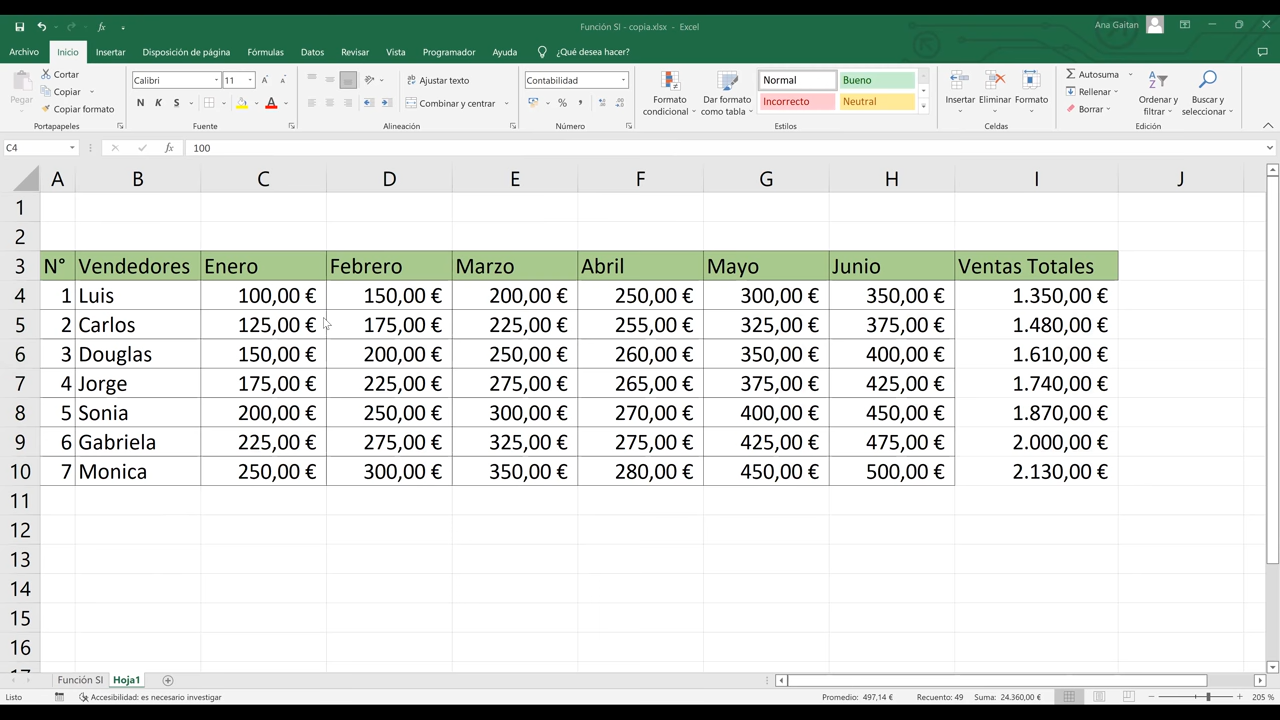 Función SI - copia.xlsx - Excel
Ana Gaitan
Archivo Inicio Insertar Disposición de página Fórmulas Datos Revisar Vista Programador Ayuda ¿Qué desea hacer?
Pegar
Cortar
Copiar
Copiar formato
Portapapeles
Calibri 11
N K S
Fuente
Ajustar texto
Combinar y centrar
Alineación
Contabilidad
%
Número
Formato condicional
Dar formato como tabla
Normal Bueno
Incorrecto Neutral
Estilos
Insertar Eliminar Formato
Celdas
Autosuma
Rellenar
Borrar
Ordenar y filtrar
Buscar y seleccionar
Edición
C4 fx 100
A B C D E F G H I J
1
2
3 N° Vendedores Enero Febrero Marzo Abril Mayo Junio Ventas Totales
4 1 Luis 100,00 € 150,00 € 200,00 € 250,00 € 300,00 € 350,00 € 1.350,00 €
5 2 Carlos 125,00 € 175,00 € 225,00 € 255,00 € 325,00 € 375,00 € 1.480,00 €
6 3 Douglas 150,00 € 200,00 € 250,00 € 260,00 € 350,00 € 400,00 € 1.610,00 €
7 4 Jorge 175,00 € 225,00 € 275,00 € 265,00 € 375,00 € 425,00 € 1.740,00 €
8 5 Sonia 200,00 € 250,00 € 300,00 € 270,00 € 400,00 € 450,00 € 1.870,00 €
9 6 Gabriela 225,00 € 275,00 € 325,00 € 275,00 € 425,00 € 475,00 € 2.000,00 €
10 7 Monica 250,00 € 300,00 € 350,00 € 280,00 € 450,00 € 500,00 € 2.130,00 €
11
12
13
14
15
16
17
Función SI Hoja1
Listo Accesibilidad: es necesario investigar Promedio: 497,14 € Recuento: 49 Suma: 24.360,00 € 205 %